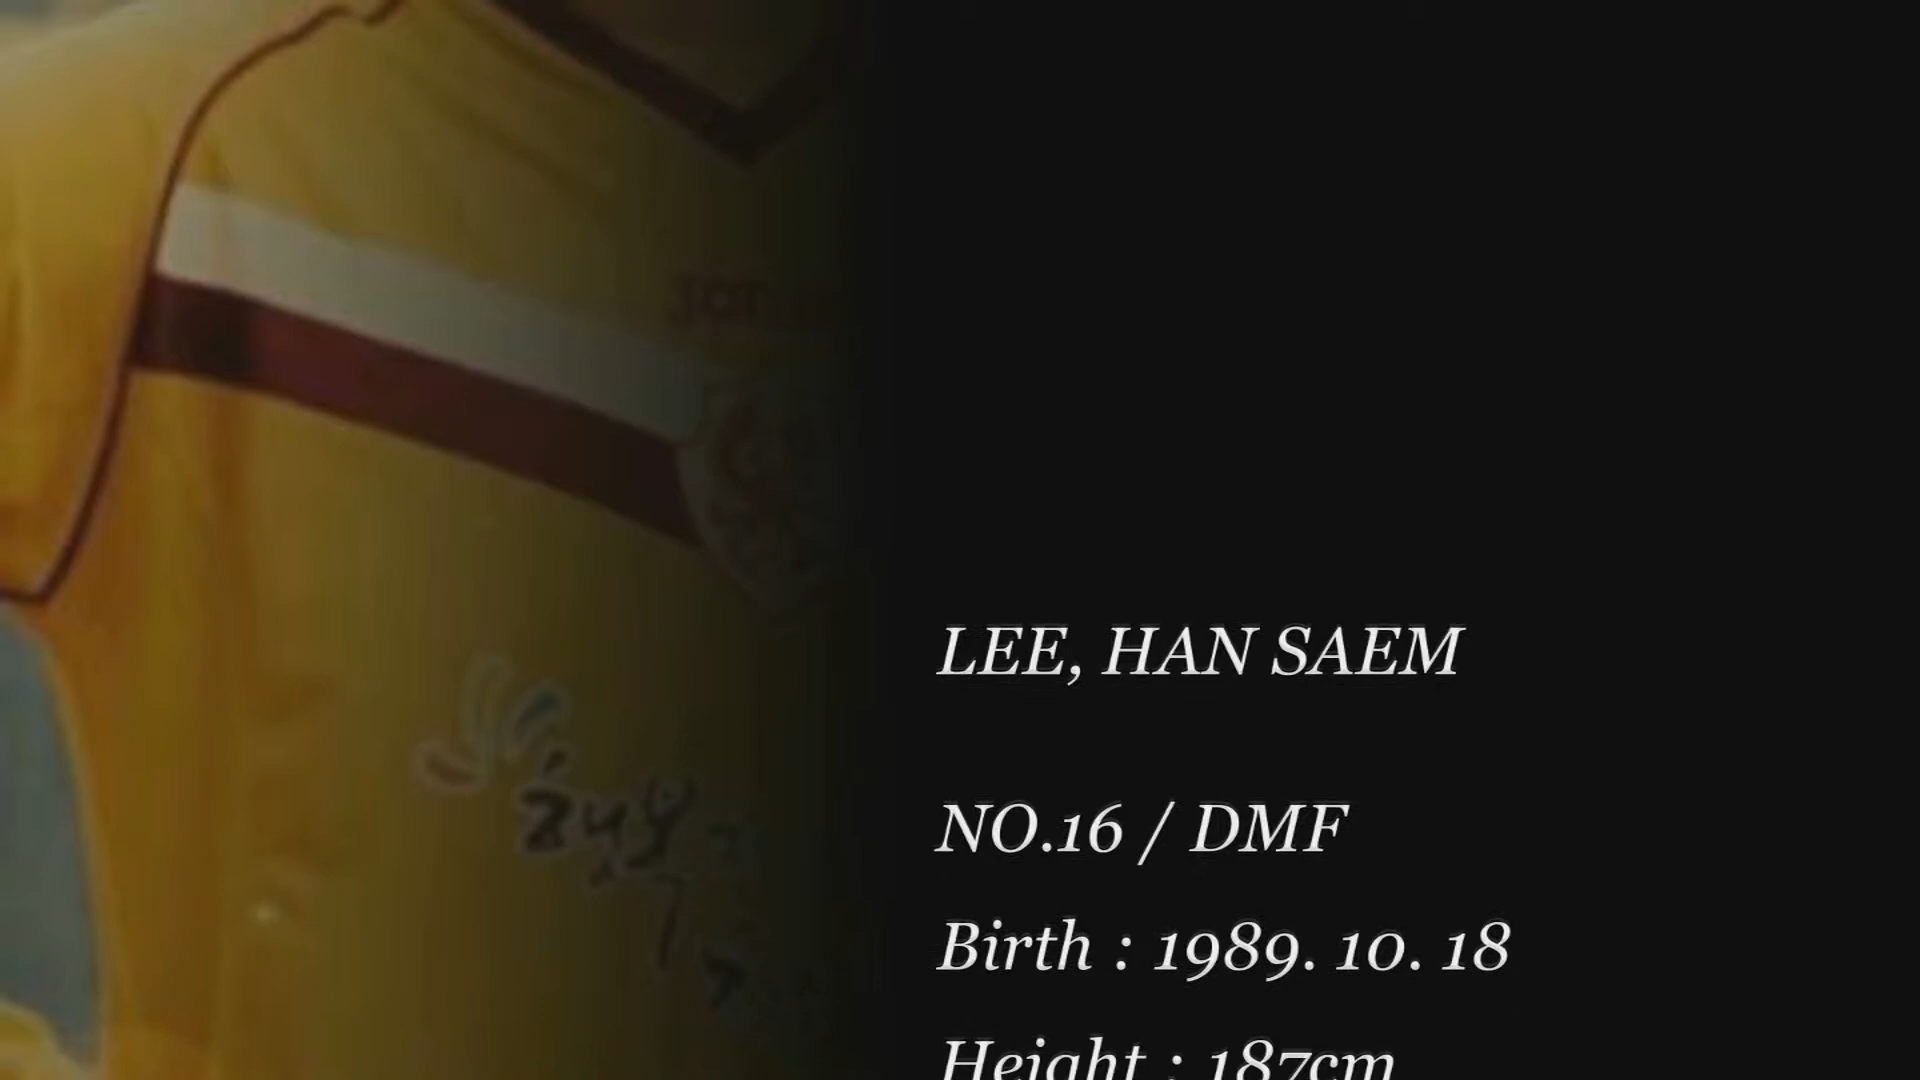 LEE, HAN SAEM
NO.16 / DMF
Birth : 1989. 10. 18
Height : 187cm